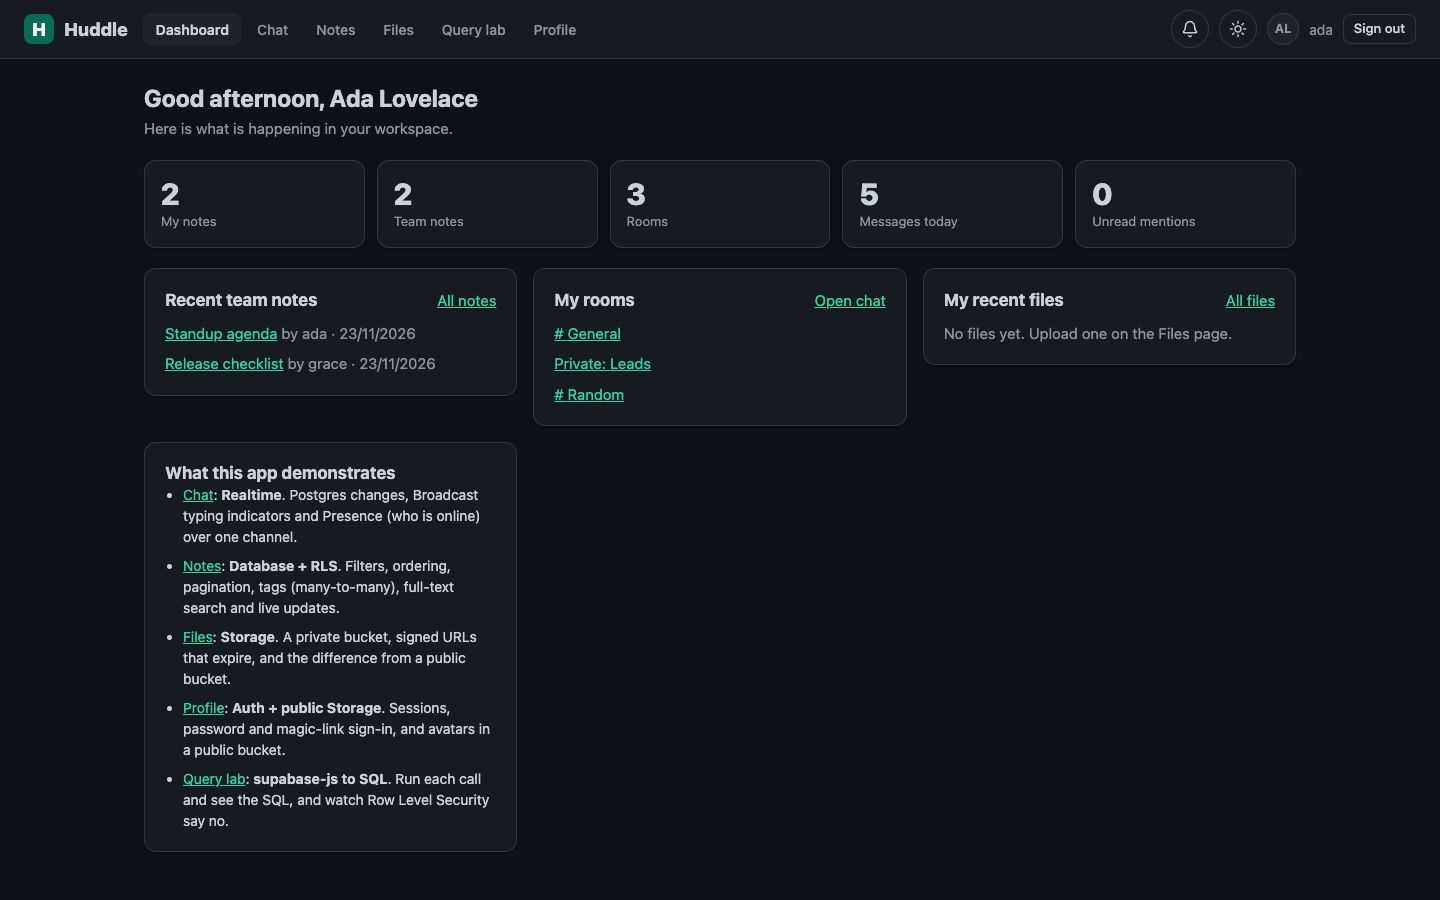 H Huddle Dashboard Chat Notes Files Query lab Profile AL ada Sign out
Good afternoon, Ada Lovelace
Here is what is happening in your workspace.
2
My notes
2
Team notes
3
Rooms
5
Messages today
0
Unread mentions
Recent team notes All notes
Standup agenda by ada · 23/11/2026
Release checklist by grace · 23/11/2026
My rooms Open chat
# General
Private: Leads
# Random
My recent files All files
No files yet. Upload one on the Files page.
What this app demonstrates
• Chat: Realtime. Postgres changes, Broadcast
typing indicators and Presence (who is online)
over one channel.
• Notes: Database + RLS. Filters, ordering,
pagination, tags (many-to-many), full-text
search and live updates.
• Files: Storage. A private bucket, signed URLs
that expire, and the difference from a public
bucket.
• Profile: Auth + public Storage. Sessions,
password and magic-link sign-in, and avatars in
a public bucket.
• Query lab: supabase-js to SQL. Run each call
and see the SQL, and watch Row Level Security
say no.